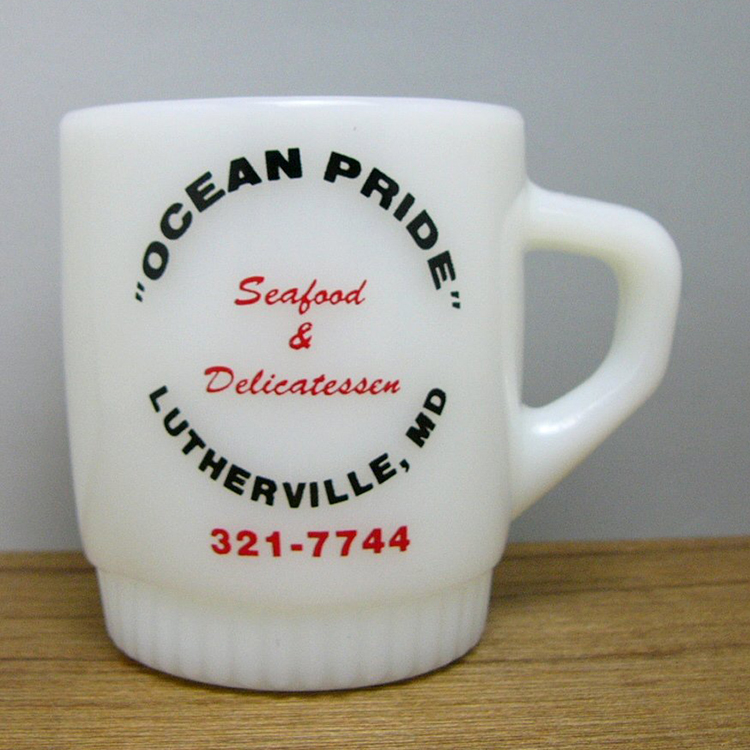 "OCEAN PRIDE"
Seafood
&
Delicatessen
LUTHERVILLE, MD
321-7744